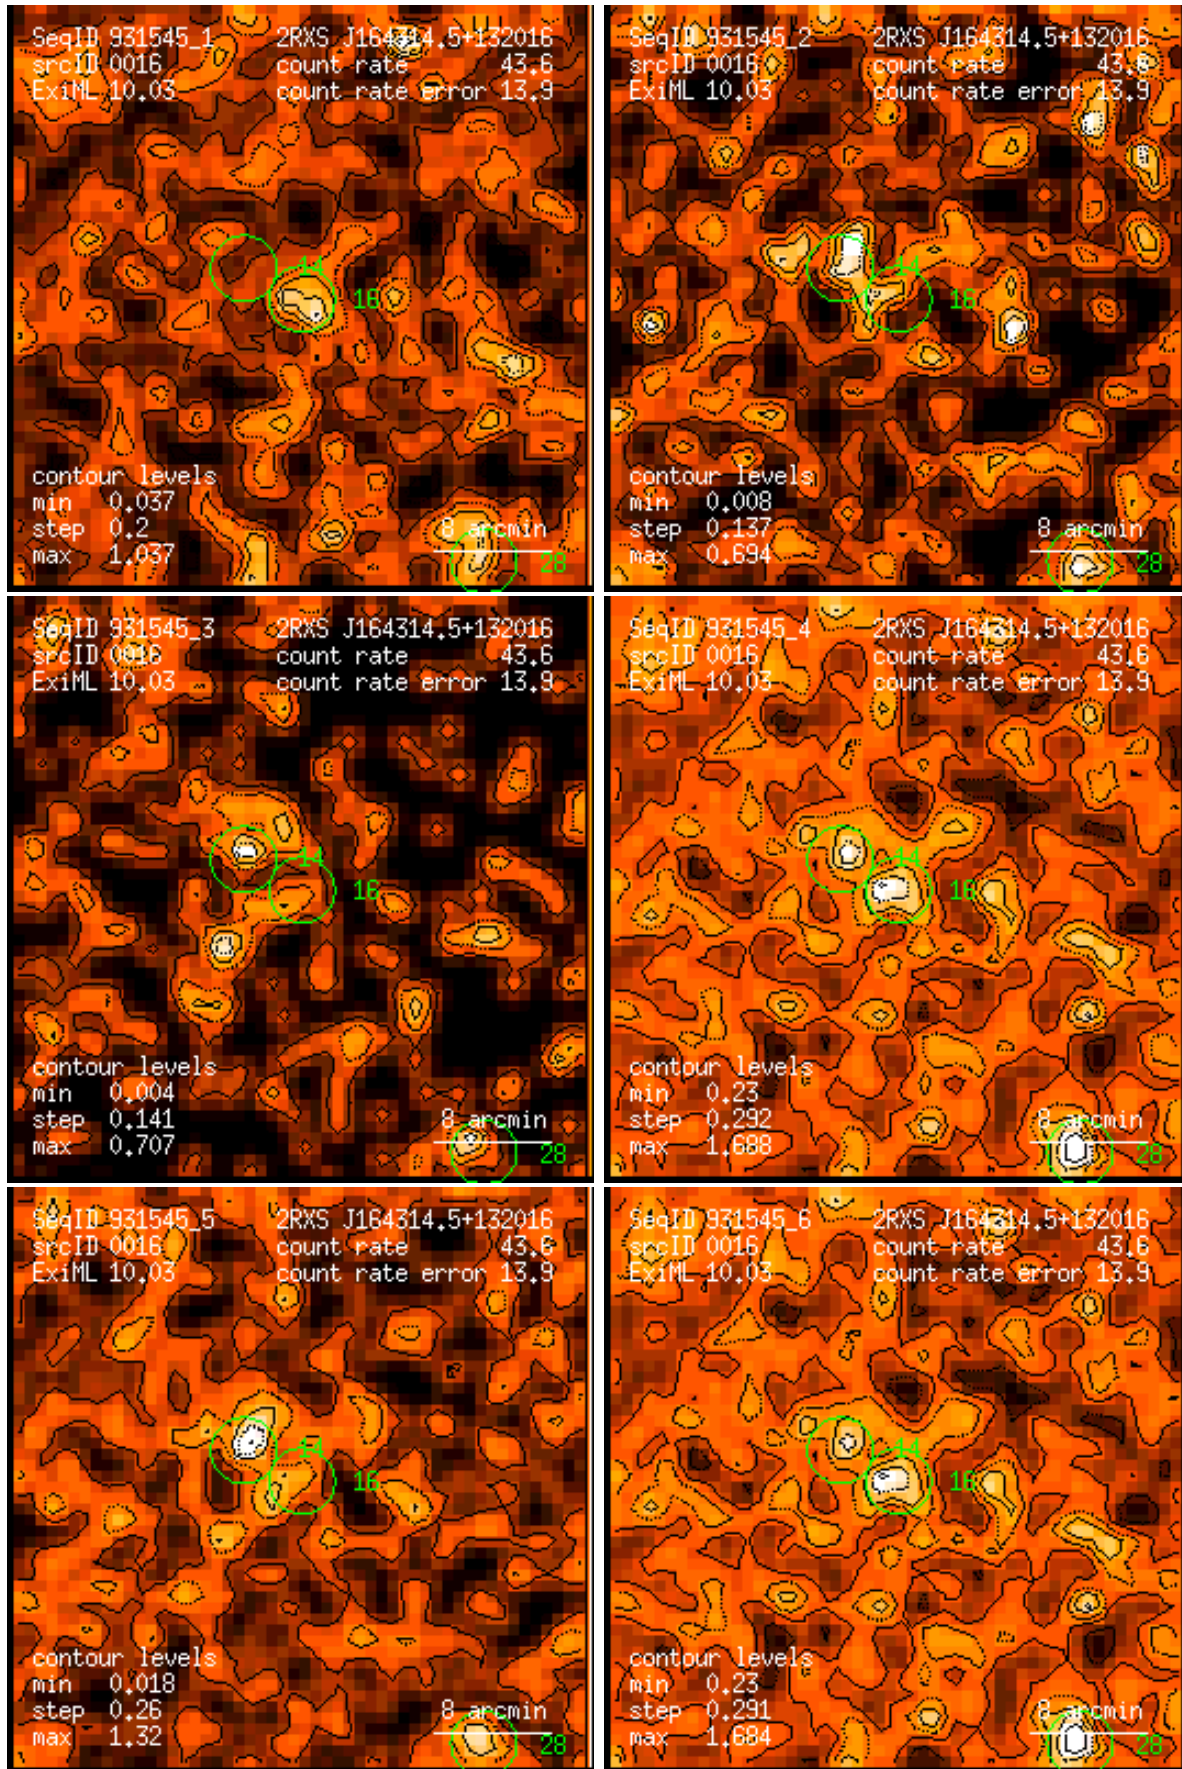 SeqID 931545_1 2RXS J164314.5+132016
srcID 0016 count rate 43.6
ExiML 10.03 count rate error 13.9
14
16
contour levels
min 0.037
step 0.2 8 arcmin
max 1.037 28
SeqID 931545_2 2RXS J164314.5+132016
srcID 0016 count rate 43.6
ExiML 10.03 count rate error 13.9
14
16
contour levels
min 0.008
step 0.137 8 arcmin
max 0.694 28
SeqID 931545_3 2RXS J164314.5+132016
srcID 0016 count rate 43.6
ExiML 10.03 count rate error 13.9
14
16
contour levels
min 0.004
step 0.141 8 arcmin
max 0.707 28
SeqID 931545_4 2RXS J164314.5+132016
srcID 0016 count rate 43.6
ExiML 10.03 count rate error 13.9
14
16
contour levels
min 0.23
step 0.292 8 arcmin
max 1.688 28
SeqID 931545_5 2RXS J164314.5+132016
srcID 0016 count rate 43.6
ExiML 10.03 count rate error 13.9
14
16
contour levels
min 0.018
step 0.26 8 arcmin
max 1.32 28
SeqID 931545_6 2RXS J164314.5+132016
srcID 0016 count rate 43.6
ExiML 10.03 count rate error 13.9
14
16
contour levels
min 0.23
step 0.291 8 arcmin
max 1.684 28